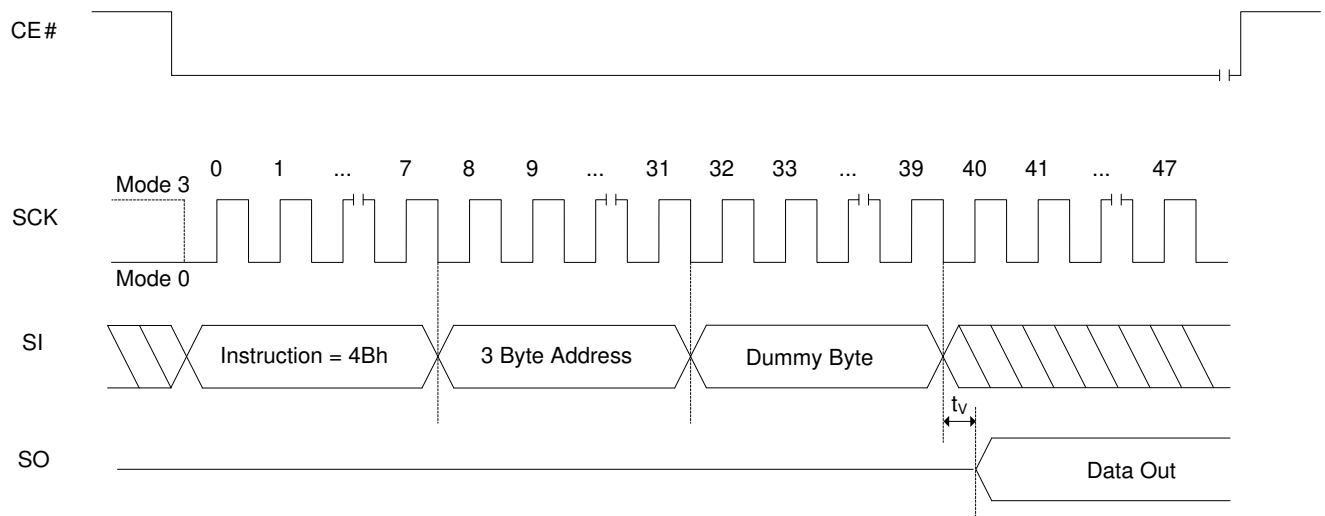 CE#
0 1 ... 7 8 9 ... 31 32 33 ... 39 40 41 ... 47
Mode 3
SCK
Mode 0
SI
Instruction = 4Bh
3 Byte Address
Dummy Byte
tV
SO
Data Out